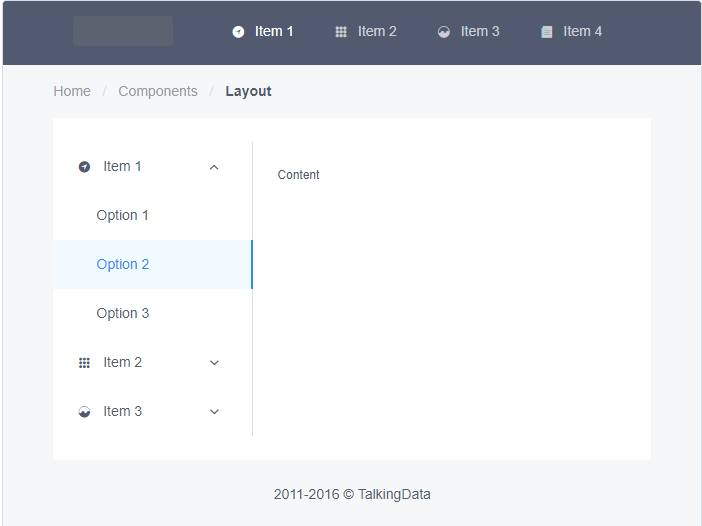 Item 1 Item 2 Item 3 Item 4
Home / Components / Layout
Item 1
Content
Option 1
Option 2
Option 3
Item 2
Item 3
2011-2016 © TalkingData